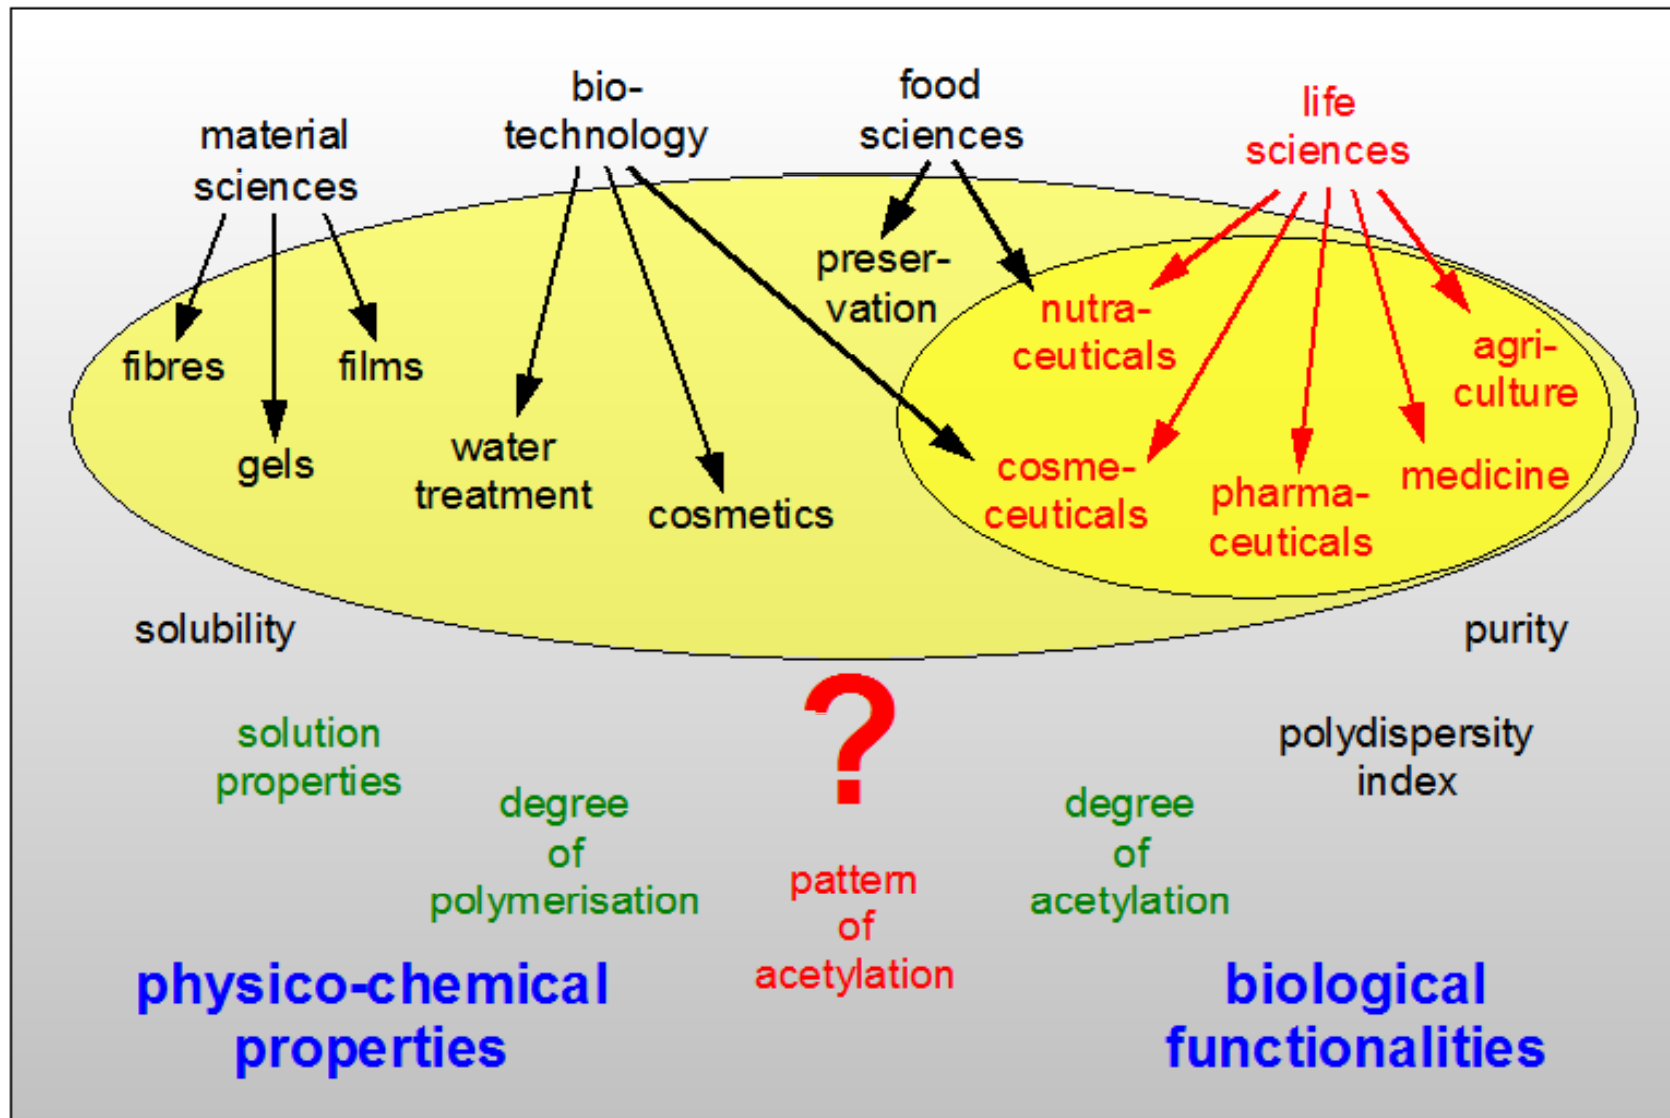 material
sciences
bio-
technology
food
sciences
life
sciences
fibres
gels
films
water
treatment
cosmetics
preser-
vation
nutra-
ceuticals
cosme-
ceuticals
pharma-
ceuticals
medicine
agri-
culture
solubility
purity
solution
properties
degree
of
polymerisation
?
pattern
of
acetylation
degree
of
acetylation
polydispersity
index
physico-chemical
properties
biological
functionalities